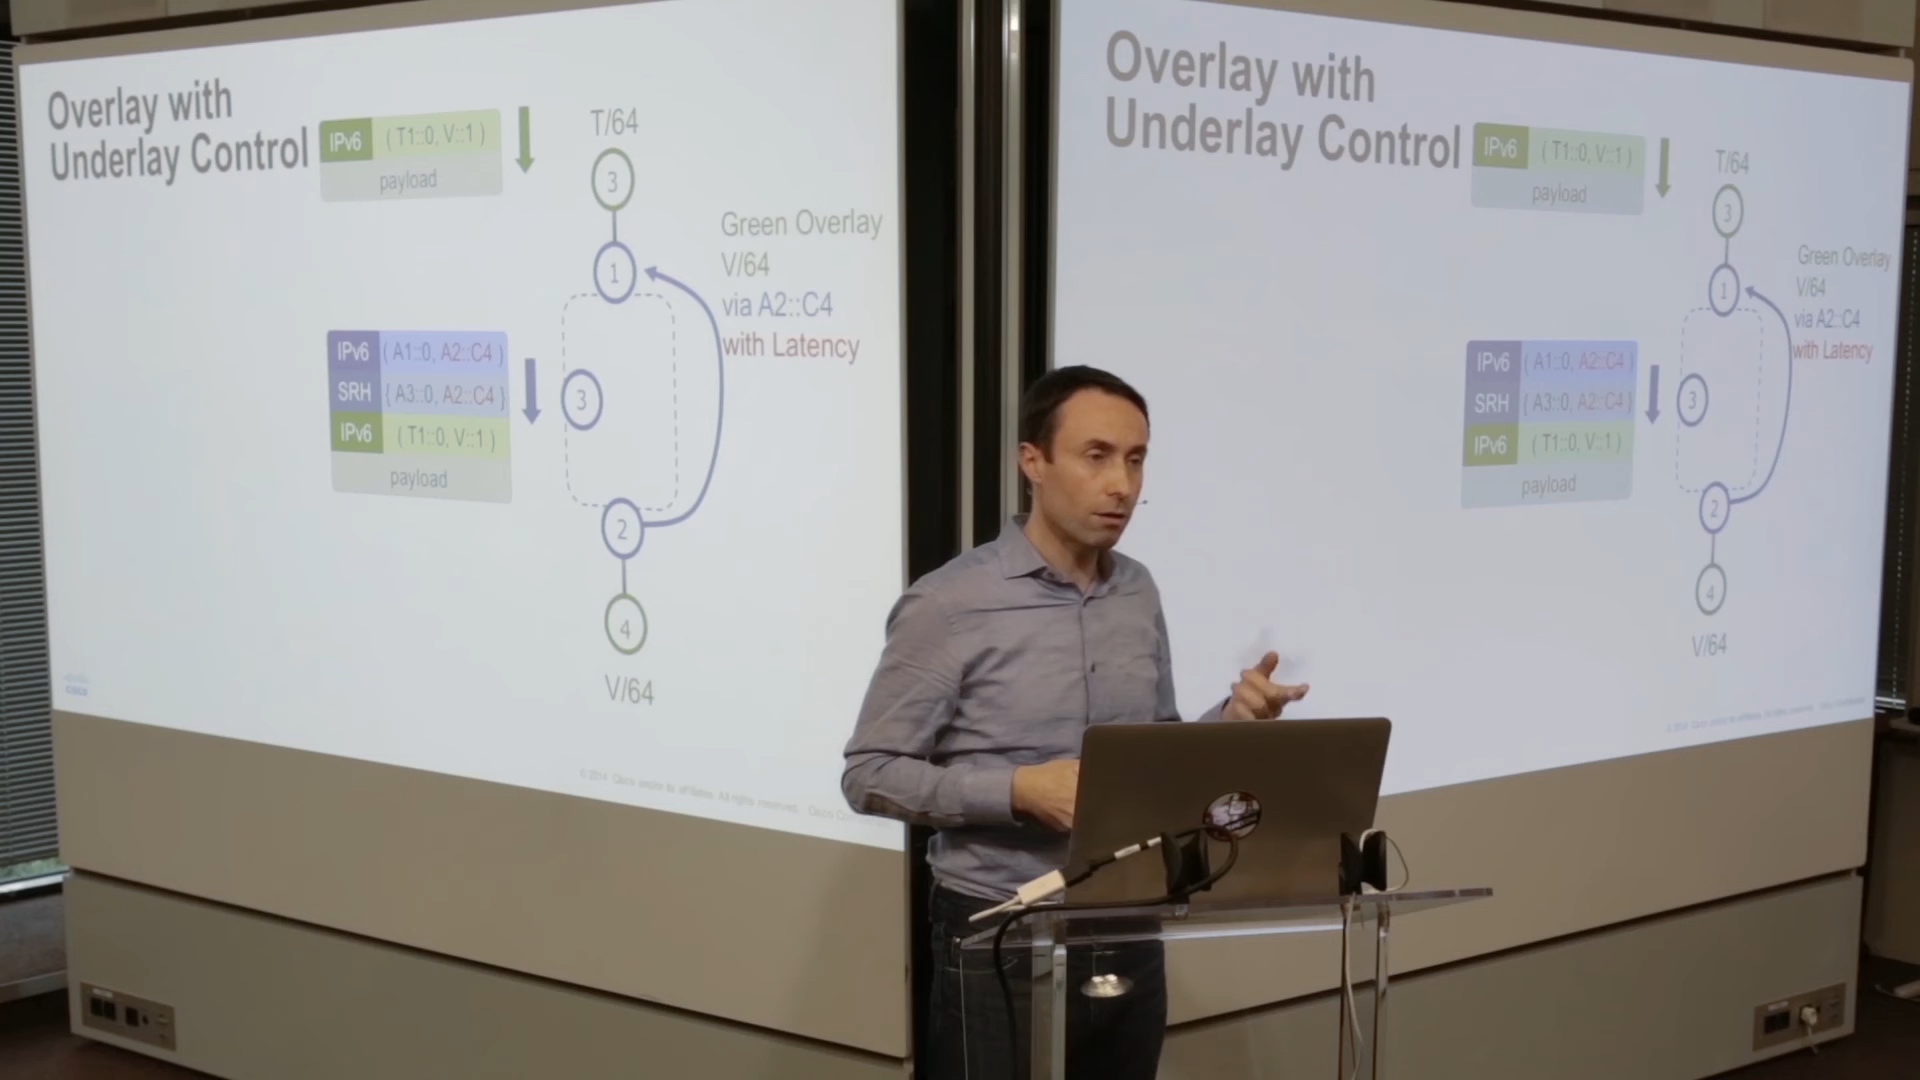 Overlay with
Underlay Control
IPv6 ( T1::0, V::1 )
payload
T/64
3
1
Green Overlay
V/64
via A2::C4
with Latency
IPv6 ( A1::0, A2::C4 )
SRH { A3::0, A2::C4 }
IPv6 ( T1::0, V::1 )
payload
3
2
4
V/64
CISCO
Overlay with
Underlay Control
IPv6 ( T1::0, V::1 )
payload
T/64
3
1
Green Overlay
V/64
via A2::C4
with Latency
IPv6 ( A1::0, A2::C4 )
SRH { A3::0, A2::C4 }
IPv6 ( T1::0, V::1 )
payload
3
2
4
V/64